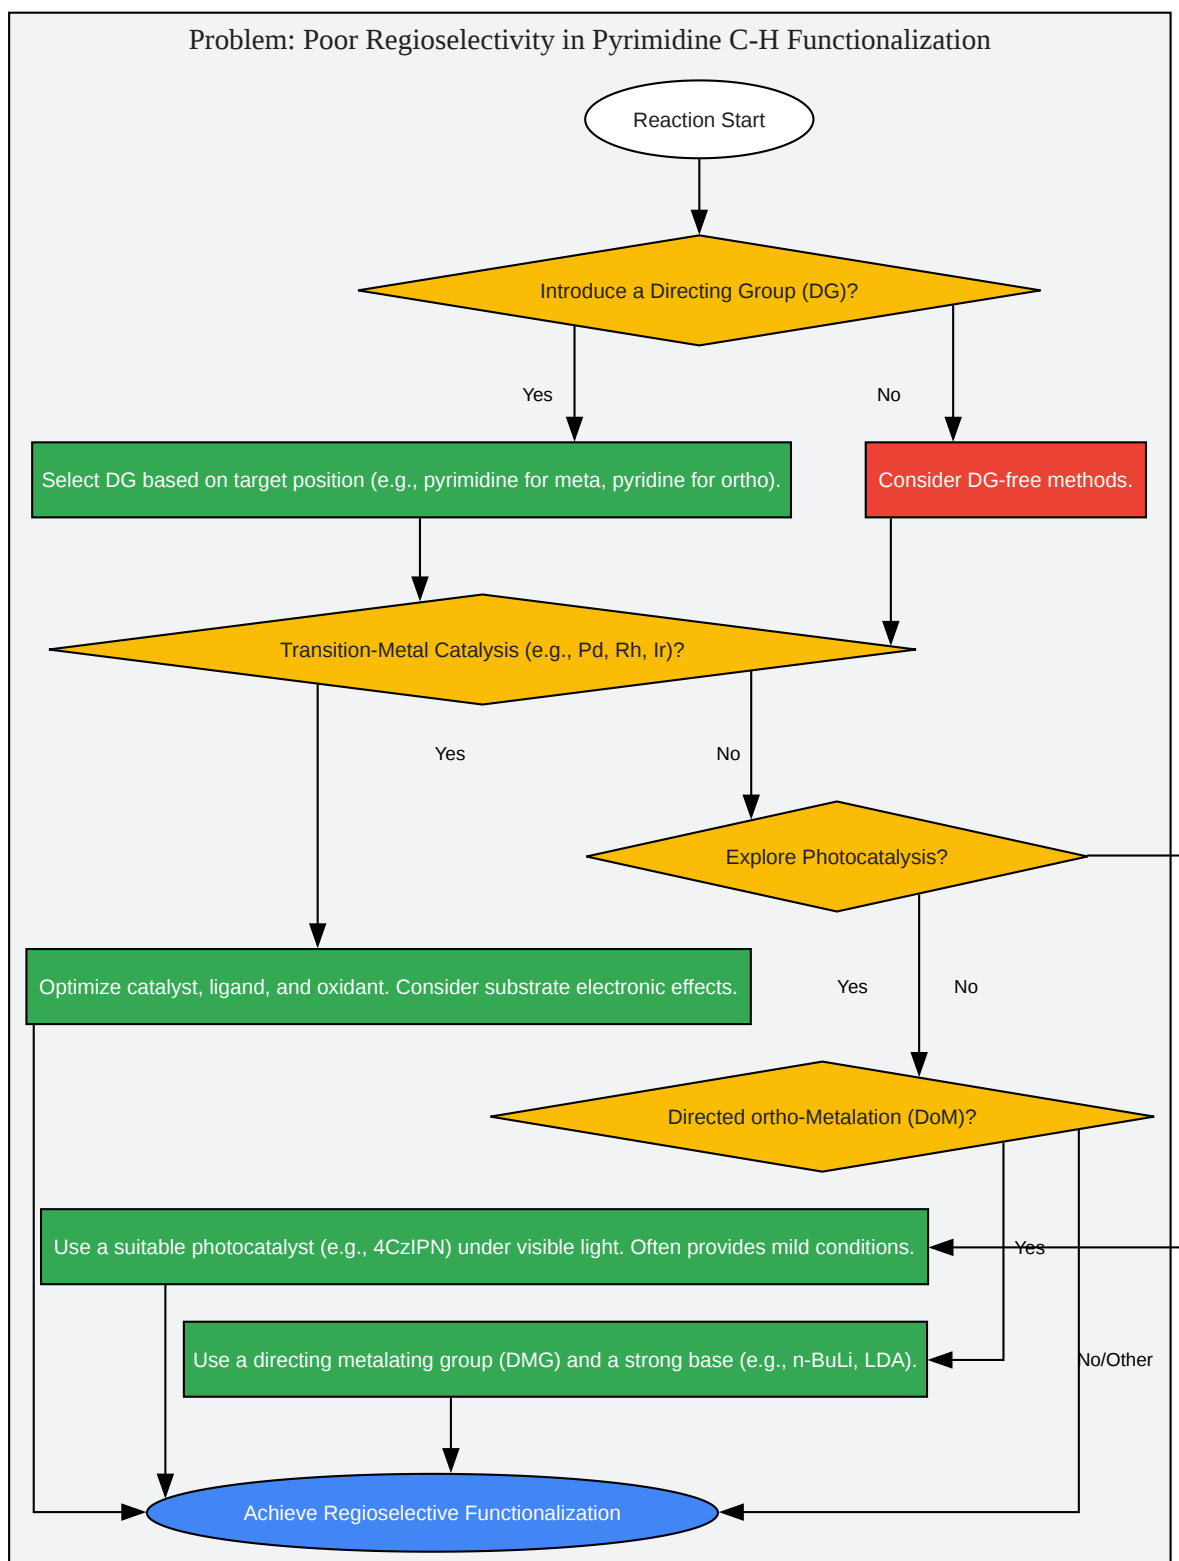 Problem: Poor Regioselectivity in Pyrimidine C-H Functionalization
Reaction Start
Introduce a Directing Group (DG)?
Yes
No
Select DG based on target position (e.g., pyrimidine for meta, pyridine for ortho).
Consider DG-free methods.
Transition-Metal Catalysis (e.g., Pd, Rh, Ir)?
Yes
No
Explore Photocatalysis?
Optimize catalyst, ligand, and oxidant. Consider substrate electronic effects.
Yes
No
Directed ortho-Metalation (DoM)?
Use a suitable photocatalyst (e.g., 4CzIPN) under visible light. Often provides mild conditions.
Yes
Use a directing metalating group (DMG) and a strong base (e.g., n-BuLi, LDA).
No/Other
Achieve Regioselective Functionalization